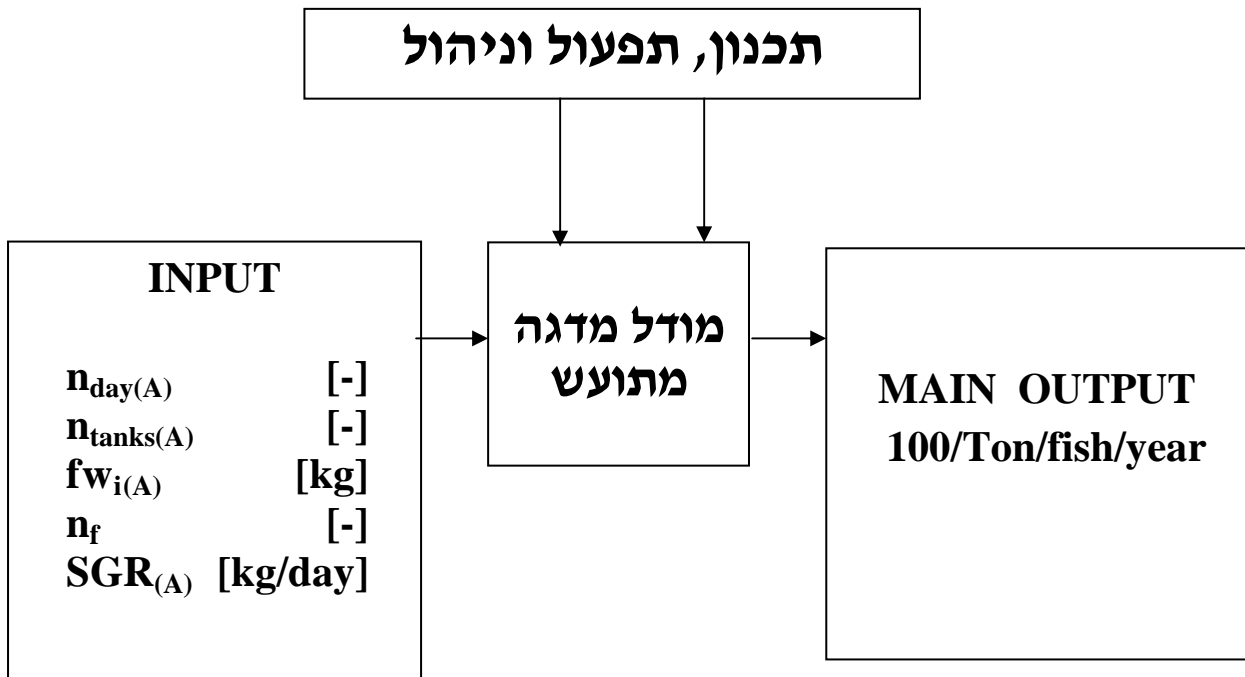 תכנון, תפעול וניהול
INPUT
n_day(A) [-]
n_tanks(A) [-]
fw_i(A) [kg]
n_f [-]
SGR_(A) [kg/day]
מודל מדגה
מתועש
MAIN OUTPUT
100/Ton/fish/year